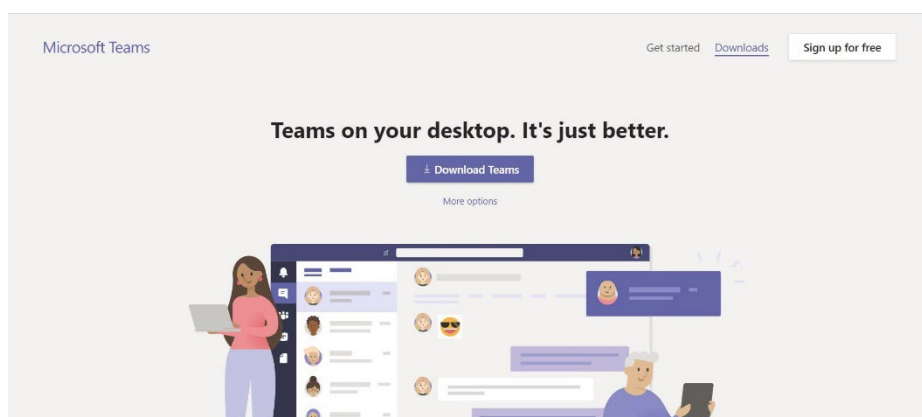 Microsoft Teams
Get started Downloads Sign up for free
Teams on your desktop. It's just better.
Download Teams
More options